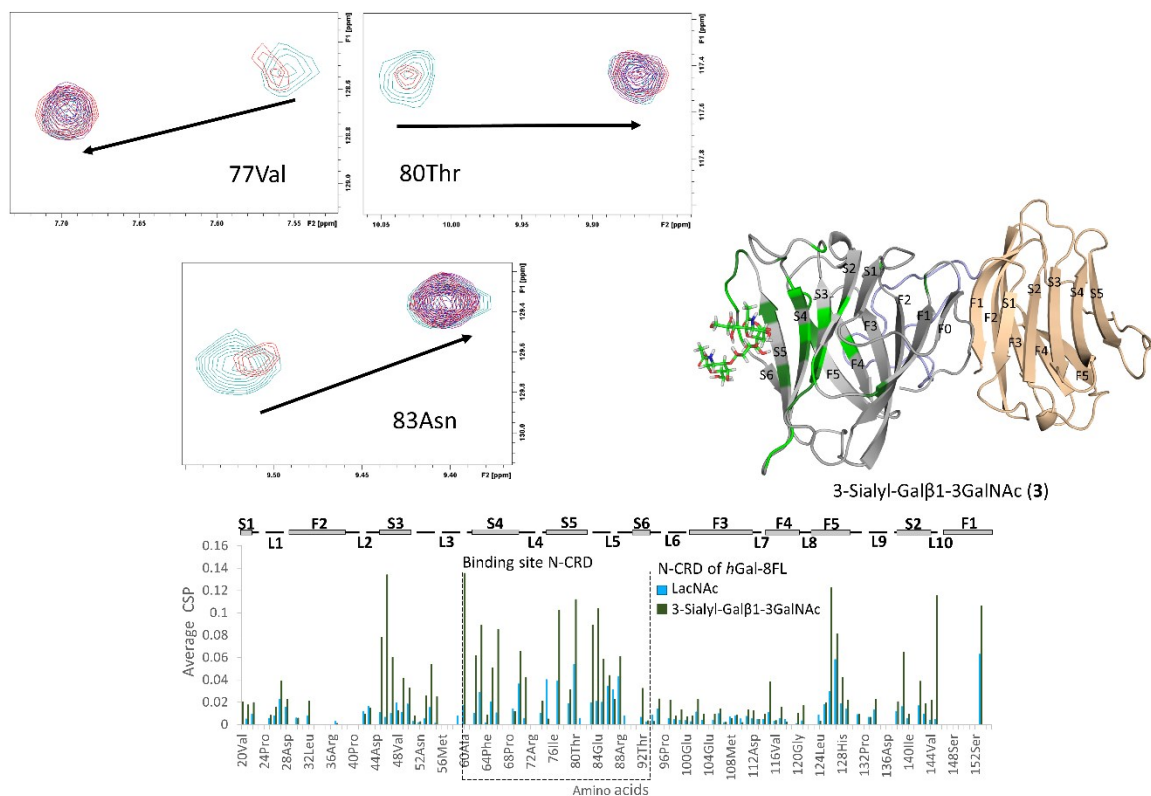 F1 [ppm]
128.6
128.8
129.0
77Val
7.70
7.65
7.60
7.55
F2 [ppm]
F1 [ppm]
117.4
117.6
117.8
80Thr
10.05
10.00
9.95
9.90
F2 [ppm]
F1 [ppm]
129.4
129.6
129.8
130.0
83Asn
9.50
9.45
9.40
F2 [ppm]
S2 S1
S3
S4
F2
F3
F1
F0
S5
F5
F4
S6
F1
F2
S1
S2
S3
S4
S5
F3
F4
F5
3-Sialyl-Galβ1-3GalNAc (3)
S1 F2 S3 S4 S5 S6 F3 F4 F5 S2 F1
L1 L2 L3 L4 L5 L6 L7 L8 L9 L10
Average CSP
0.16
0.14
0.12
0.1
0.08
0.06
0.04
0.02
0
Binding site N-CRD
N-CRD of hGal-8FL
LacNAc
3-Sialyl-Galβ1-3GalNAc
20Val
24Pro
28Asp
32Leu
36Arg
40Pro
44Asp
48Val
52Asn
56Met
60Ala
64Phe
68Pro
72Arg
76Ile
80Thr
84Glu
88Arg
92Thr
96Pro
100Glu
104Glu
108Met
112Asp
116Val
120Gly
124Leu
128His
132Pro
136Asp
140Ile
144Val
148Ser
152Ser
Amino acids